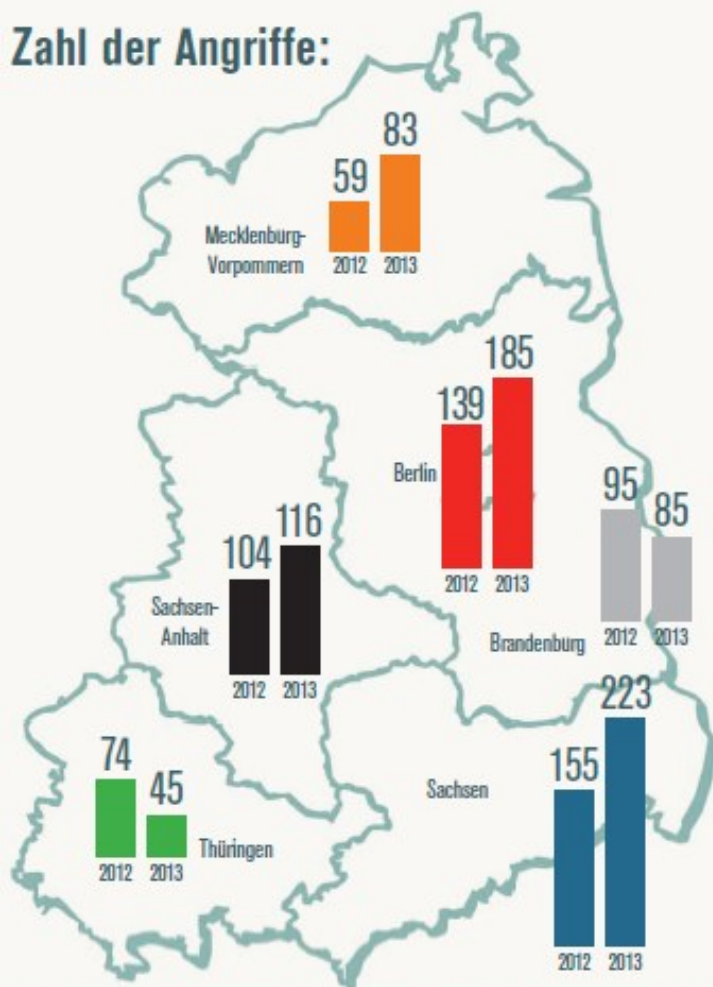 Zahl der Angriffe:
59
83
Mecklenburg-
Vorpommern
2012
2013
139
185
Berlin
2012
2013
95
85
Brandenburg
2012
2013
104
116
Sachsen-
Anhalt
2012
2013
74
45
Thüringen
2012
2013
155
223
Sachsen
2012
2013